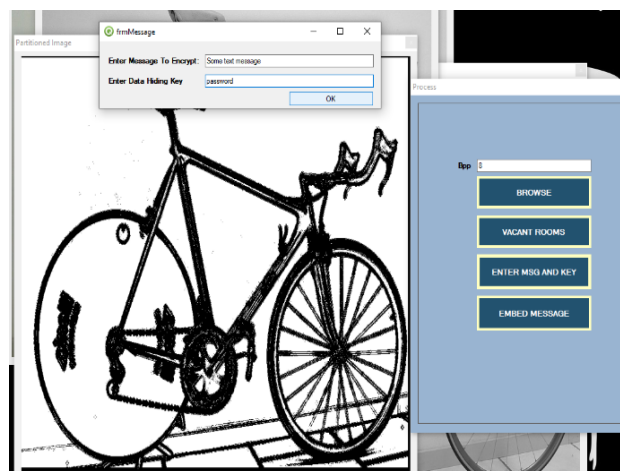 frmMessage
Partitioned Image
Enter Message To Encrypt:
Some text message
Enter Data Hiding Key
password
OK
Process
Bpp
8
BROWSE
VACANT ROOMS
ENTER MSG AND KEY
EMBED MESSAGE